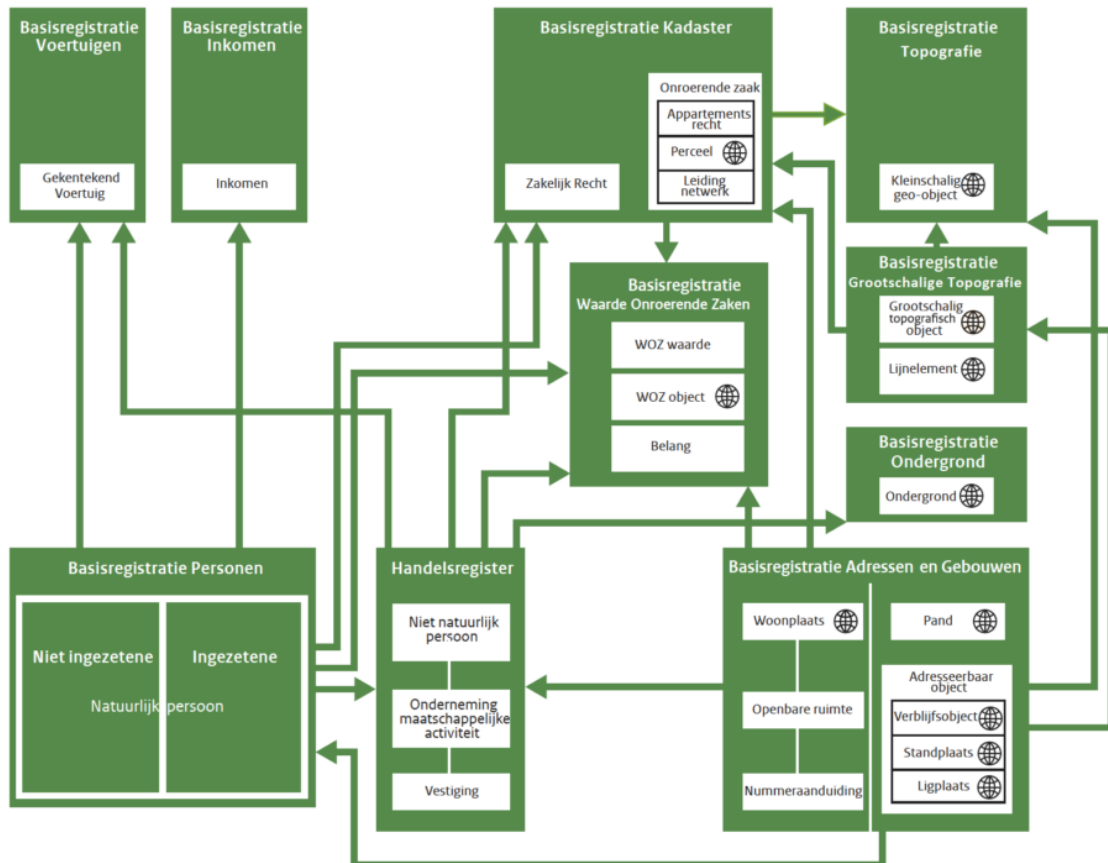 Basisregistratie
Voertuigen
Gekentekend
Voertuig
Basisregistratie
Inkomen
Inkomen
Basisregistratie Kadaster
Onroerende zaak
Appartements
recht
Perceel
Leiding
netwerk
Zakelijk Recht
Basisregistratie
Topografie
Kleinschalig
geo-object
Basisregistratie
Grootschalige Topografie
Grootschalig
topografisch
object
Lijnelement
Basisregistratie
Waarde Onroerende Zaken
WOZ waarde
WOZ object
Belang
Basisregistratie
Ondergrond
Ondergrond
Basisregistratie Personen
Niet ingezetene
Ingezetene
Natuurlijk persoon
Handelsregister
Niet natuurlijk
persoon
Onderneming
maatschappelijke
activiteit
Vestiging
Basisregistratie Adressen en Gebouwen
Woonplaats
Openbare ruimte
Nummeraanduiding
Pand
Adresseerbaar
object
Verblijfsobject
Standplaats
Ligplaats